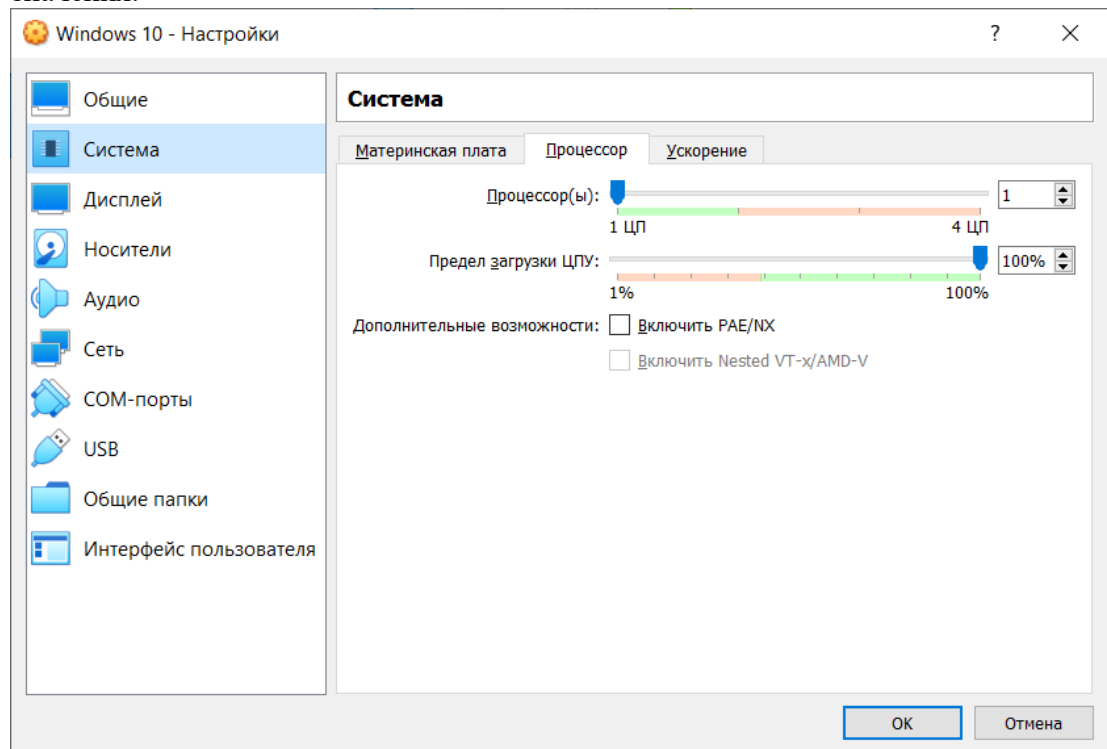 Windows 10 - Настройки ?
Общие
Система
Дисплей
Носители
Аудио
Сеть
COM-порты
USB
Общие папки
Интерфейс пользователя
Система
Материнская плата Процессор Ускорение
Процессор(ы): 1
1 ЦП 4 ЦП
Предел загрузки ЦПУ: 100%
1% 100%
Дополнительные возможности: Включить PAE/NX
Включить Nested VT-x/AMD-V
OK Отмена